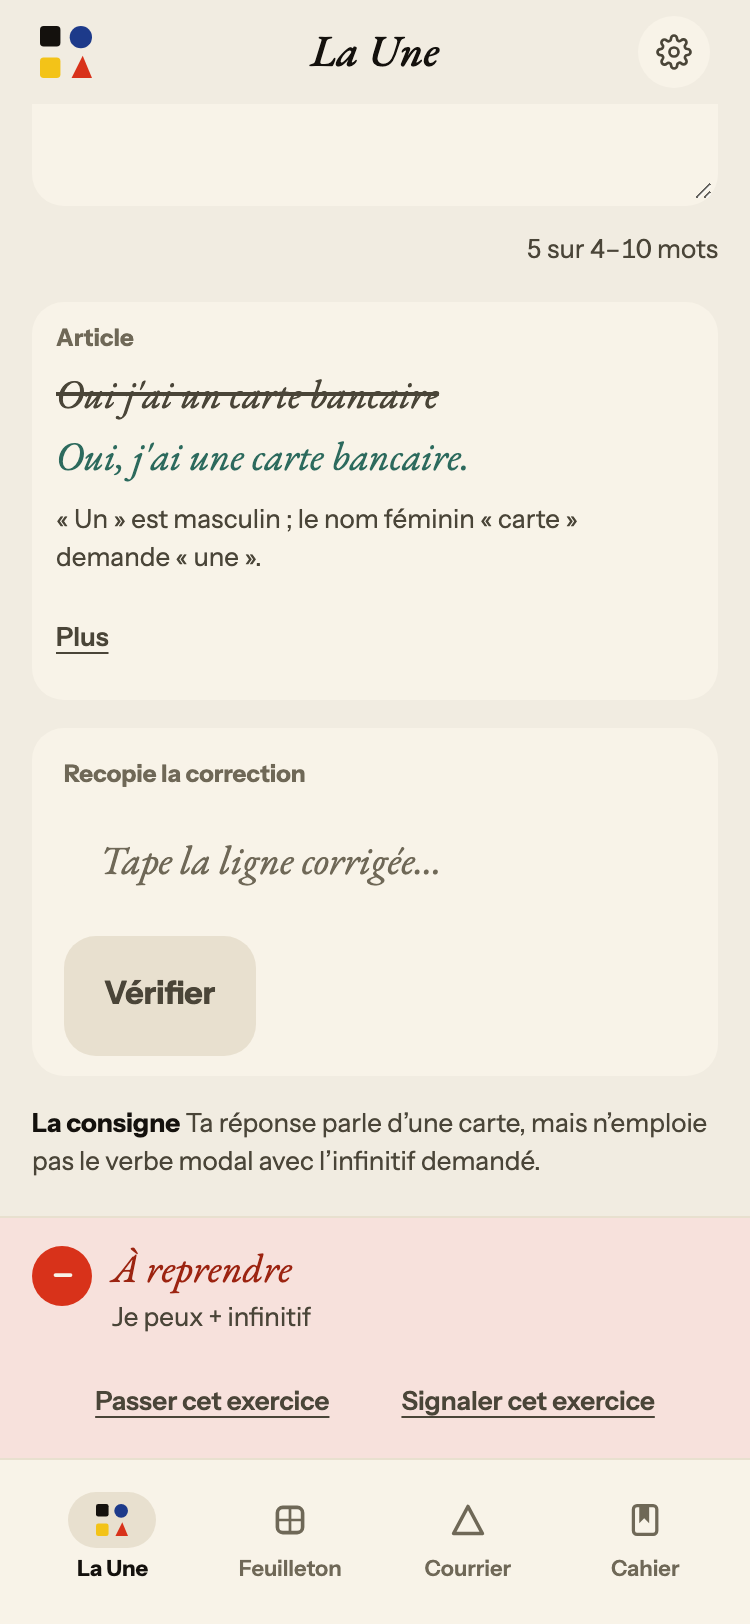 La Une
5 sur 4–10 mots
Article
Oui j'ai un carte bancaire
Oui, j'ai une carte bancaire.
« Un » est masculin ; le nom féminin « carte »
demande « une ».
Plus
Recopie la correction
Tape la ligne corrigée...
Vérifier
La consigne Ta réponse parle d’une carte, mais n’emploie
pas le verbe modal avec l’infinitif demandé.
À reprendre
Je peux + infinitif
Passer cet exercice Signaler cet exercice
La Une Feuilleton Courrier Cahier